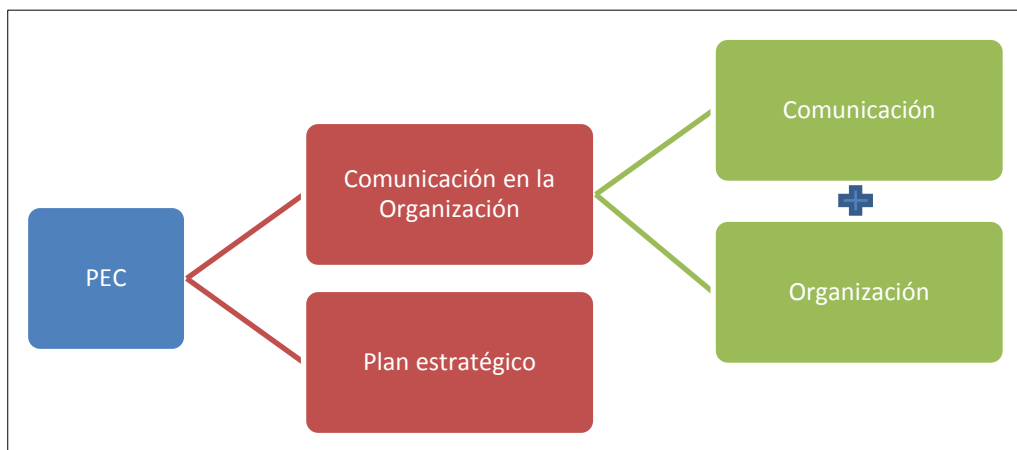 PEC
Comunicación en la
Organización
Plan estratégico
Comunicación
Organización